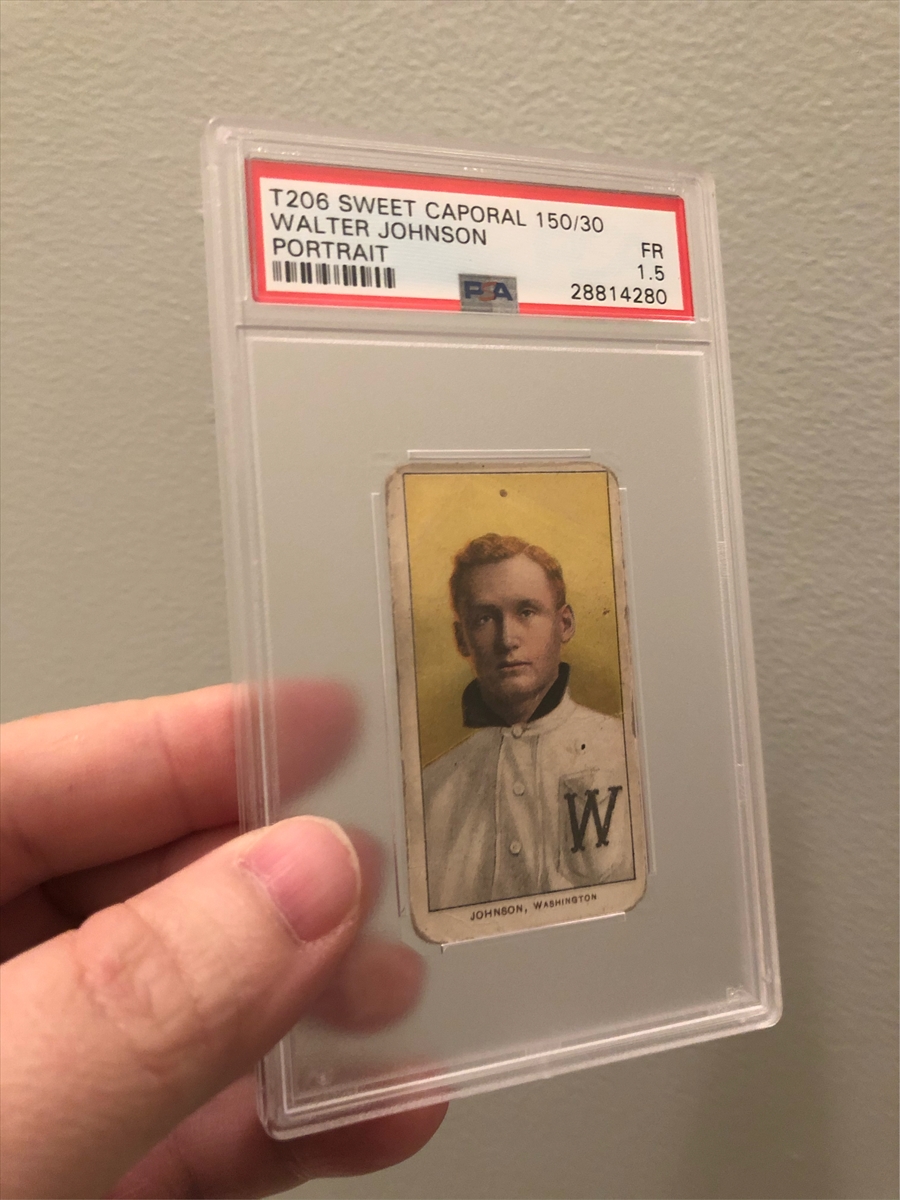 T206 SWEET CAPORAL 150/30
WALTER JOHNSON
PORTRAIT
FR
1.5
PSA
28814280
W
JOHNSON, WASHINGTON